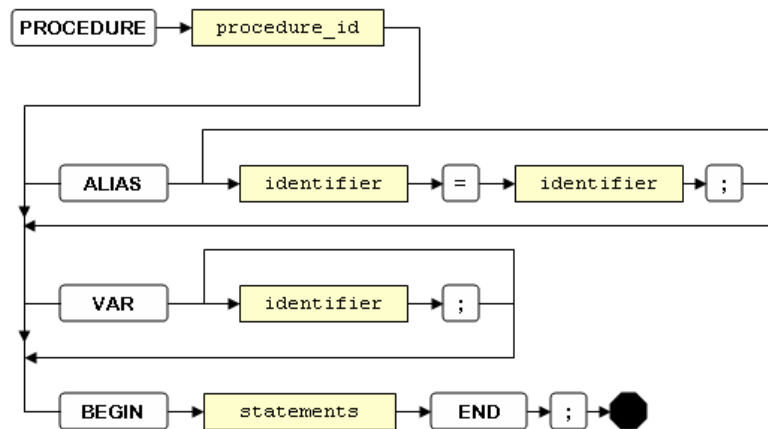 PROCEDURE procedure_id
ALIAS identifier = identifier ;
VAR identifier ;
BEGIN statements END ;